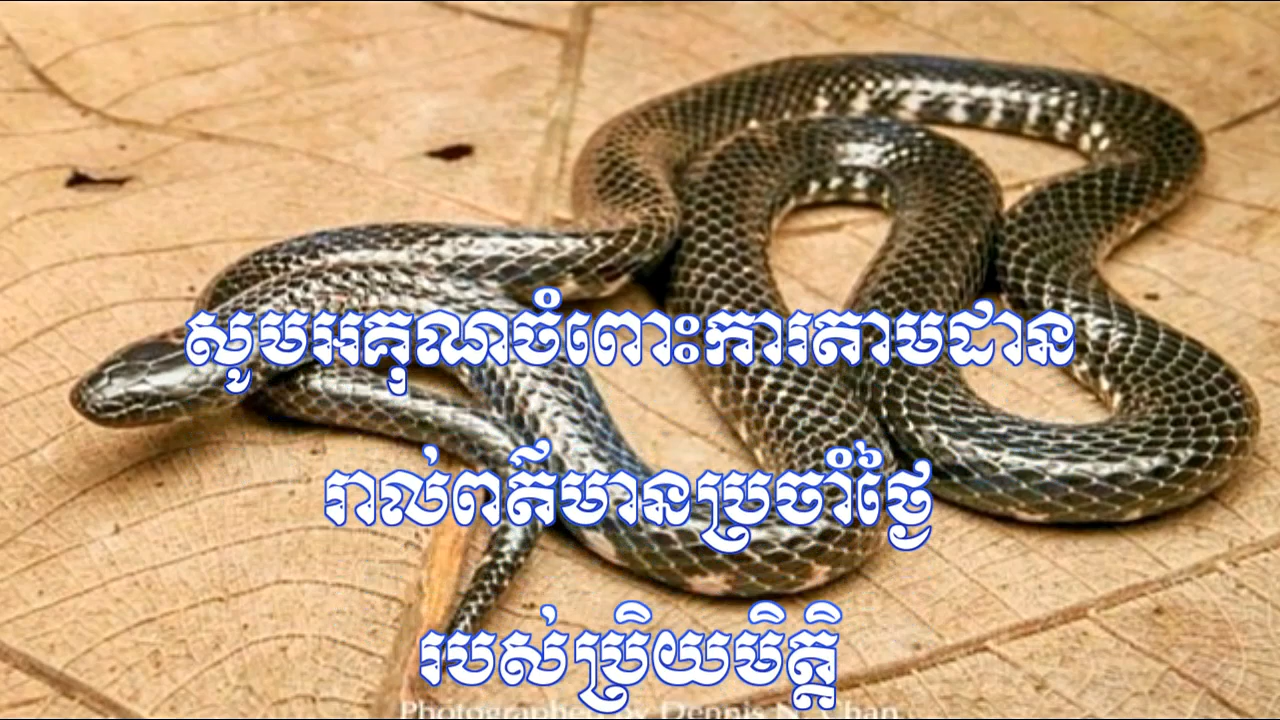 សូមអគុណចំពោះការតាមដាន
រាល់ពត៌មានប្រចាំថ្ងៃ
របស់ប្រិយមិត្តិ
Photographed by Dennis N. Chan